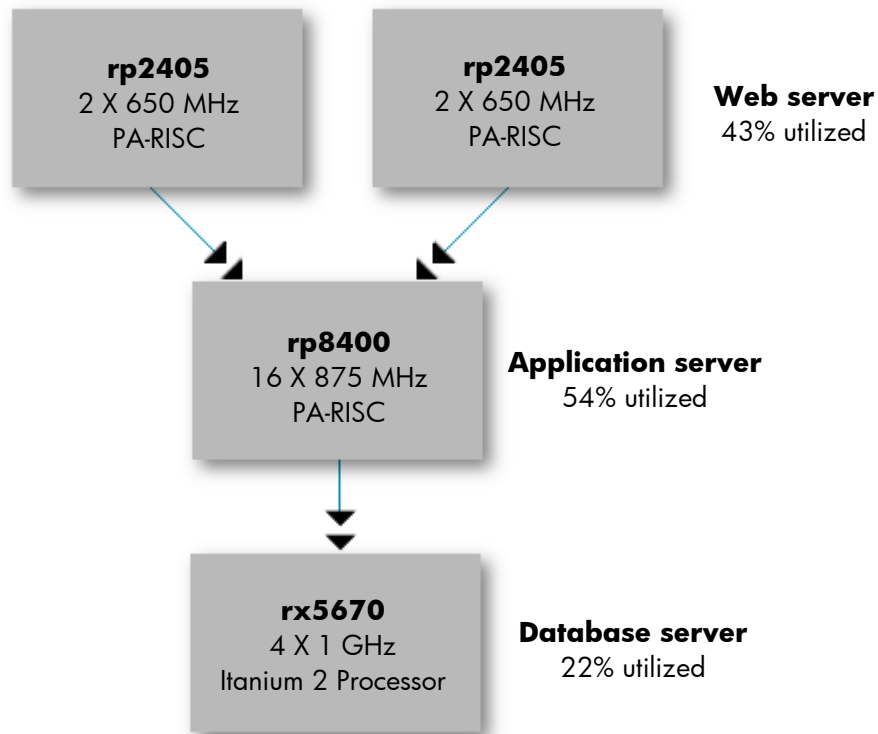 rp2405
2 X 650 MHz
PA-RISC
rp2405
2 X 650 MHz
PA-RISC
Web server
43% utilized
rp8400
16 X 875 MHz
PA-RISC
Application server
54% utilized
rx5670
4 X 1 GHz
Itanium 2 Processor
Database server
22% utilized